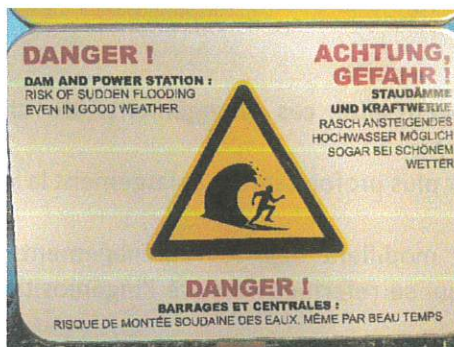 DANGER !
DAM AND POWER STATION :
RISK OF SUDDEN FLOODING
EVEN IN GOOD WEATHER
ACHTUNG,
GEFAHR !
STAUDÄMME
UND KRAFTWERKE
RASCH ANSTEIGENDES
HOCHWASSER MÖGLICH
SOGAR BEI SCHÖNEM
WETTER
DANGER !
BARRAGES ET CENTRALES :
RISQUE DE MONTÉE SOUDAINE DES EAUX, MÊME PAR BEAU TEMPS